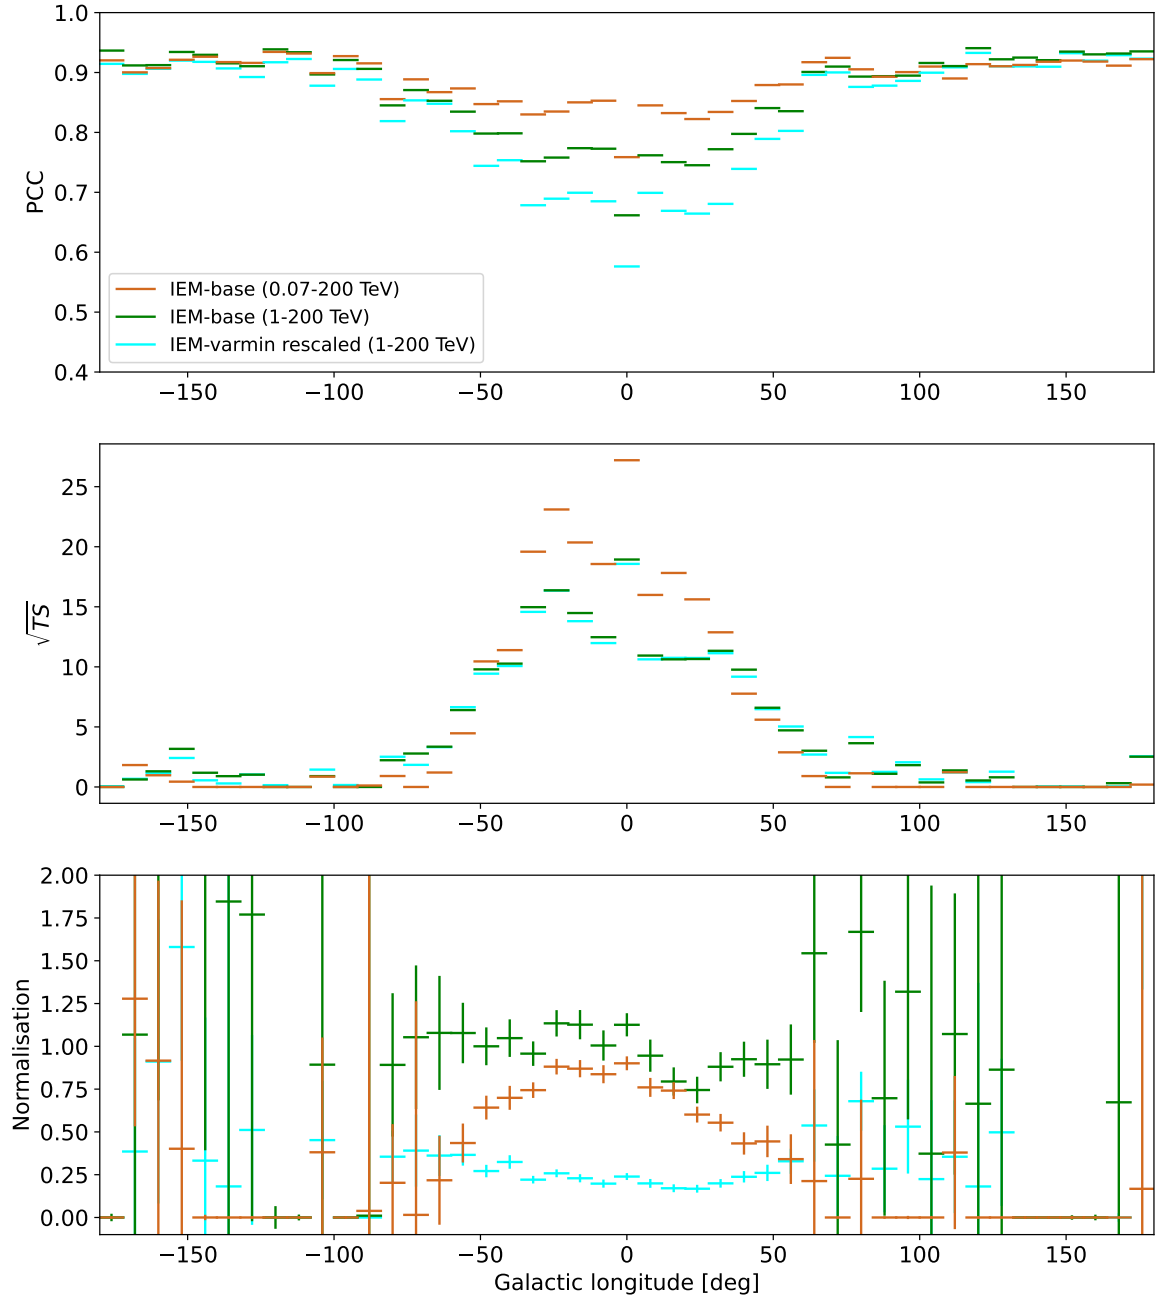 1.0
0.9
0.8
0.7
0.6
0.5
0.4
PCC
IEM-base (0.07-200 TeV)
IEM-base (1-200 TeV)
IEM-varmin rescaled (1-200 TeV)
−150 −100 −50 0 50 100 150
25
20
15
10
5
0
√TS
−150 −100 −50 0 50 100 150
2.00
1.75
1.50
1.25
1.00
0.75
0.50
0.25
0.00
Normalisation
−150 −100 −50 0 50 100 150
Galactic longitude [deg]